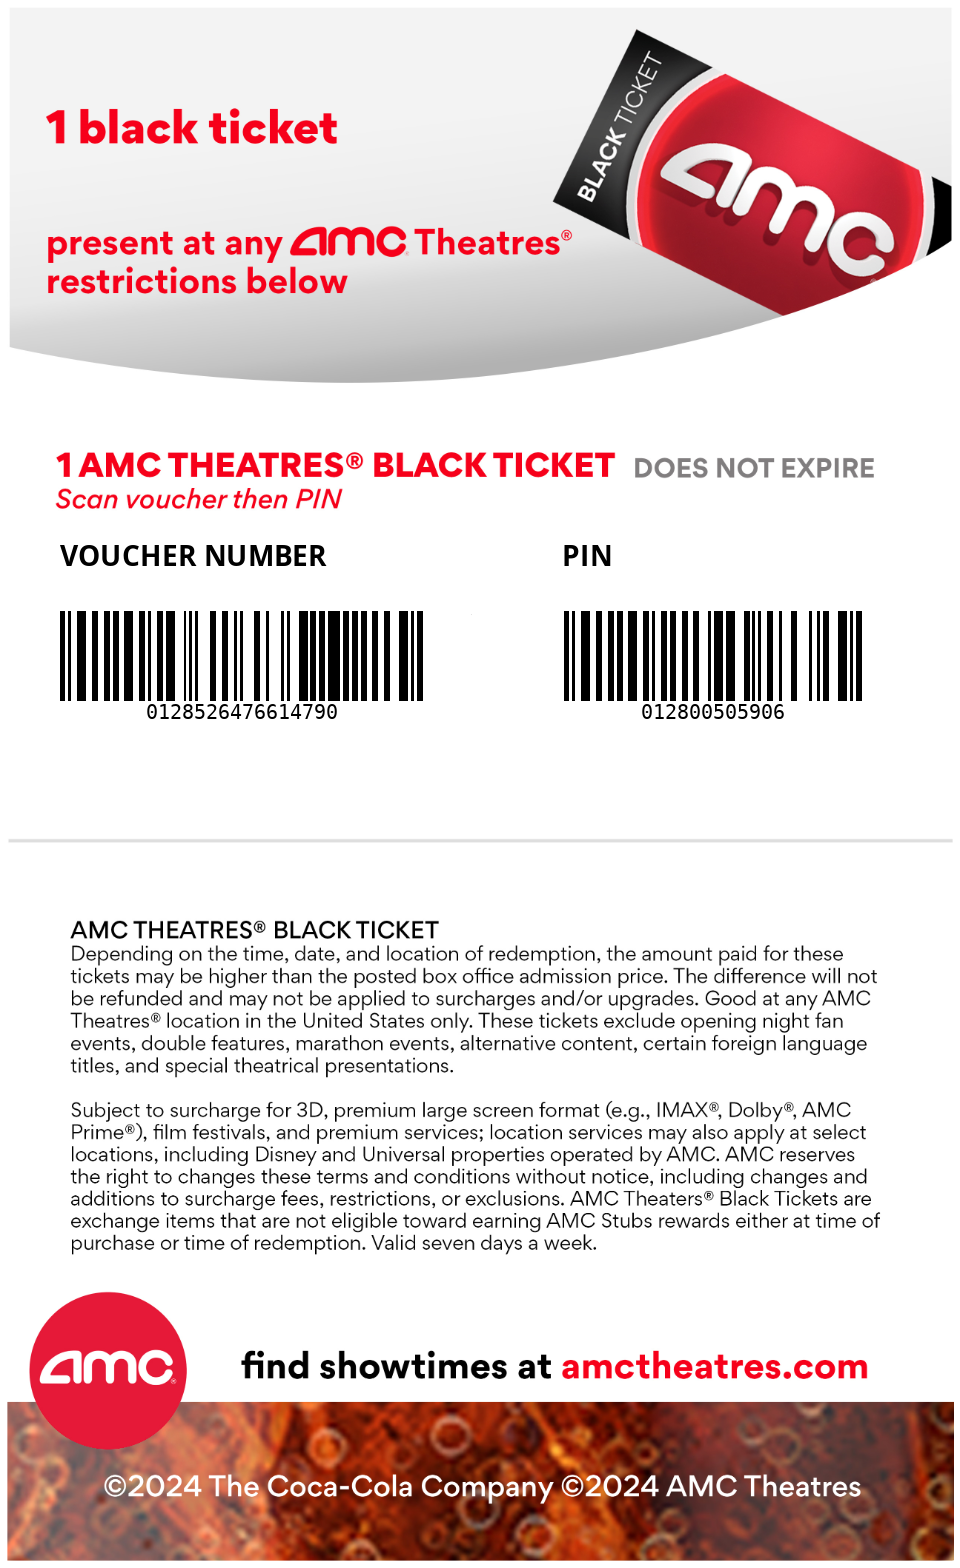 1 black ticket
BLACK TICKET
amc
present at any amc Theatres®
restrictions below
1 AMC THEATRES® BLACK TICKET DOES NOT EXPIRE
Scan voucher then PIN
VOUCHER NUMBER PIN
0128526476614790 012800505906
AMC THEATRES® BLACK TICKET
Depending on the time, date, and location of redemption, the amount paid for these
tickets may be higher than the posted box office admission price. The difference will not
be refunded and may not be applied to surcharges and/or upgrades. Good at any AMC
Theatres® location in the United States only. These tickets exclude opening night fan
events, double features, marathon events, alternative content, certain foreign language
titles, and special theatrical presentations.
Subject to surcharge for 3D, premium large screen format (e.g., IMAX®, Dolby®, AMC
Prime®), film festivals, and premium services; location services may also apply at select
locations, including Disney and Universal properties operated by AMC. AMC reserves
the right to changes these terms and conditions without notice, including changes and
additions to surcharge fees, restrictions, or exclusions. AMC Theaters® Black Tickets are
exchange items that are not eligible toward earning AMC Stubs rewards either at time of
purchase or time of redemption. Valid seven days a week.
amc®
find showtimes at amctheatres.com
©2024 The Coca-Cola Company ©2024 AMC Theatres